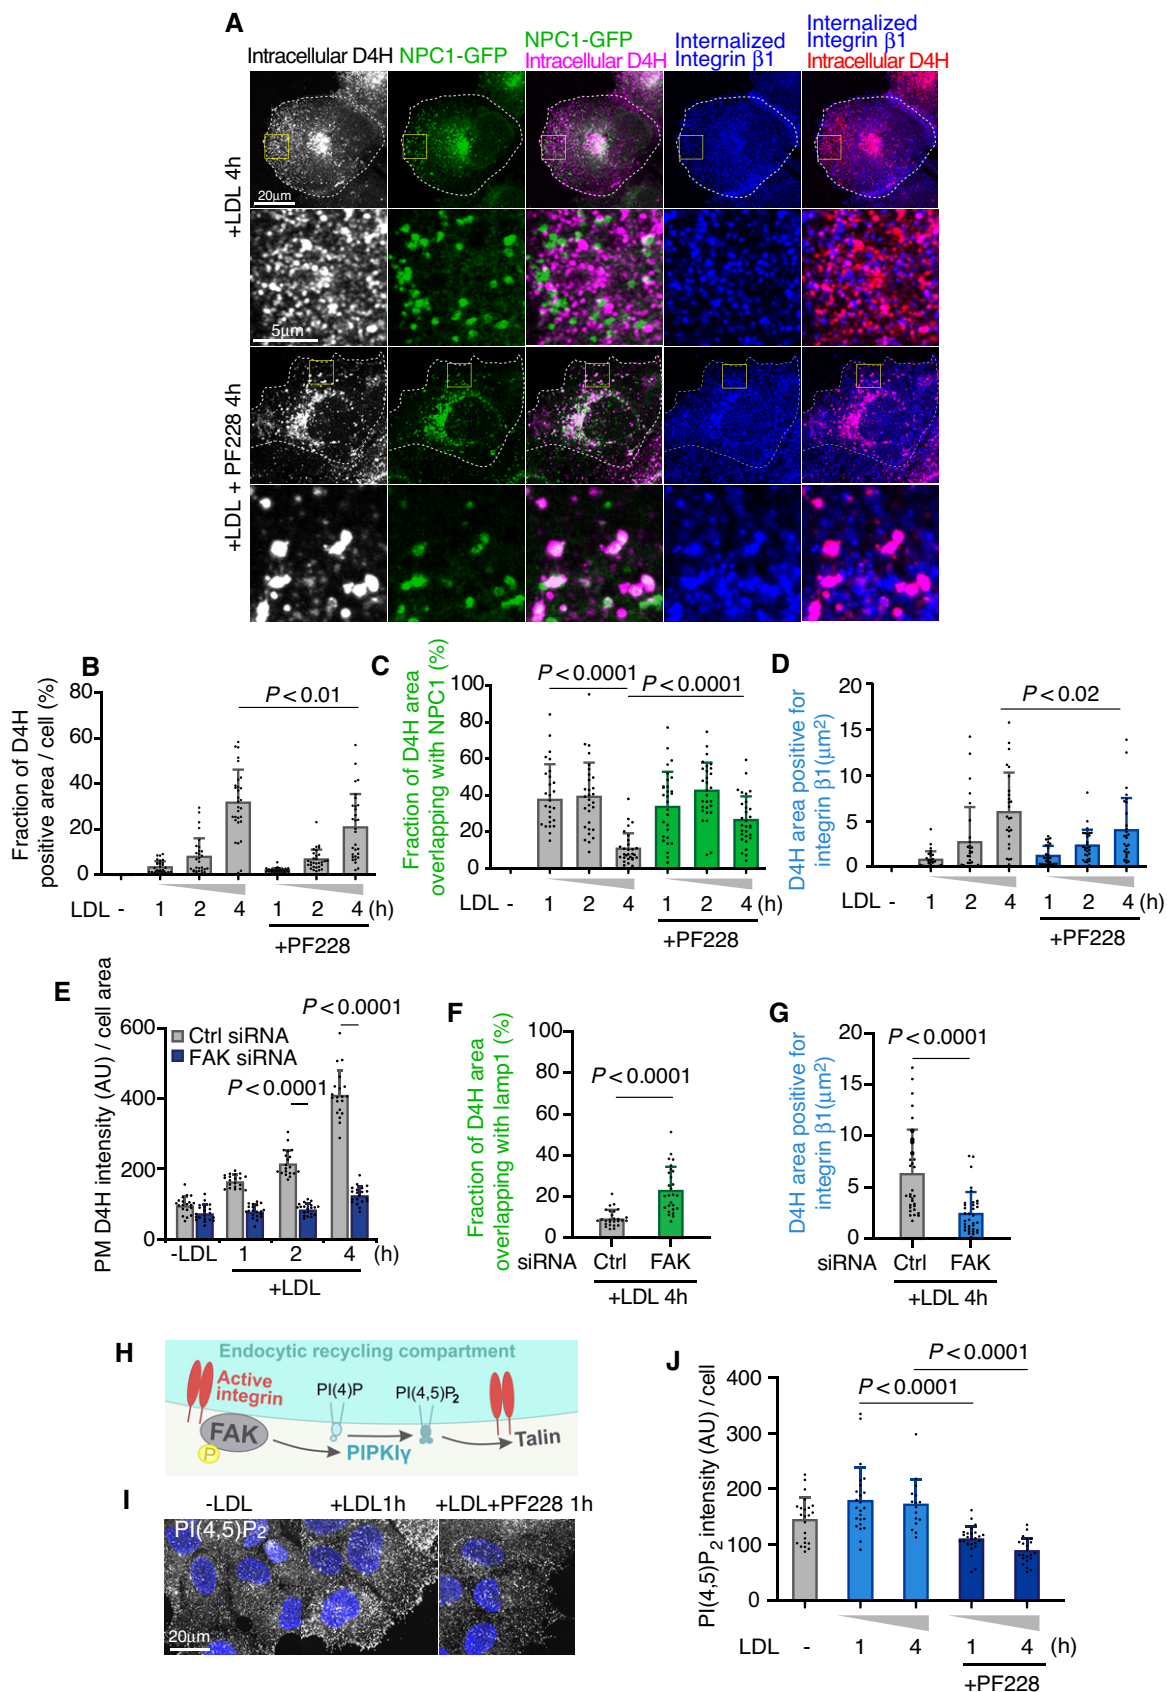 A
Intracellular D4H
NPC1-GFP
NPC1-GFP
Intracellular D4H
Internalized
Integrin β1
Internalized
Integrin β1
Intracellular D4H
+LDL 4h
20μm
5μm
+LDL + PF228 4h
B
Fraction of D4H
positive area / cell (%)
80
60
40
20
0
P < 0.01
LDL - 1 2 4 1 2 4 (h)
+PF228
C
Fraction of D4H area
overlapping with NPC1 (%)
100
80
60
40
20
0
P < 0.0001
P < 0.0001
LDL - 1 2 4 1 2 4 (h)
+PF228
D
D4H area positive for
integrin β1(μm²)
20
15
10
5
0
P < 0.02
LDL - 1 2 4 1 2 4 (h)
+PF228
E
PM D4H intensity (AU) / cell area
600
400
200
0
Ctrl siRNA
FAK siRNA
P < 0.0001
P < 0.0001
-LDL 1 2 4 (h)
+LDL
F
Fraction of D4H area
overlapping with lamp1 (%)
100
80
60
40
20
0
P < 0.0001
siRNA Ctrl FAK
+LDL 4h
G
D4H area positive for
integrin β1(μm²)
20
15
10
5
0
P < 0.0001
siRNA Ctrl FAK
+LDL 4h
H
Endocytic recycling compartment
Active
integrin
PI(4)P
PI(4,5)P₂
FAK
P
PIPKIγ
Talin
I
-LDL
+LDL1h
+LDL+PF228 1h
PI(4,5)P₂
20μm
J
PI(4,5)P₂ intensity (AU) / cell
400
300
200
100
0
P < 0.0001
P < 0.0001
LDL - 1 4 1 4 (h)
+PF228